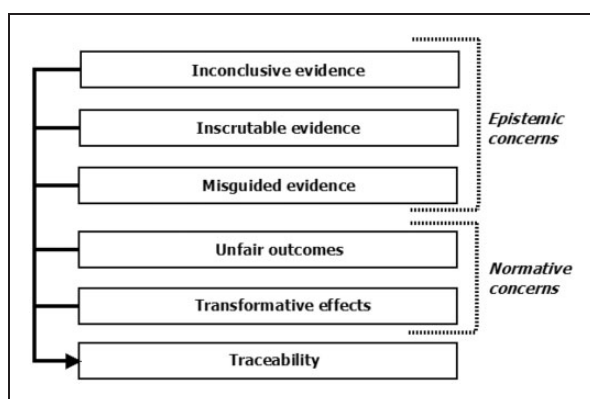 Inconclusive evidence
Inscrutable evidence
Misguided evidence
Epistemic
concerns
Unfair outcomes
Transformative effects
Normative
concerns
Traceability